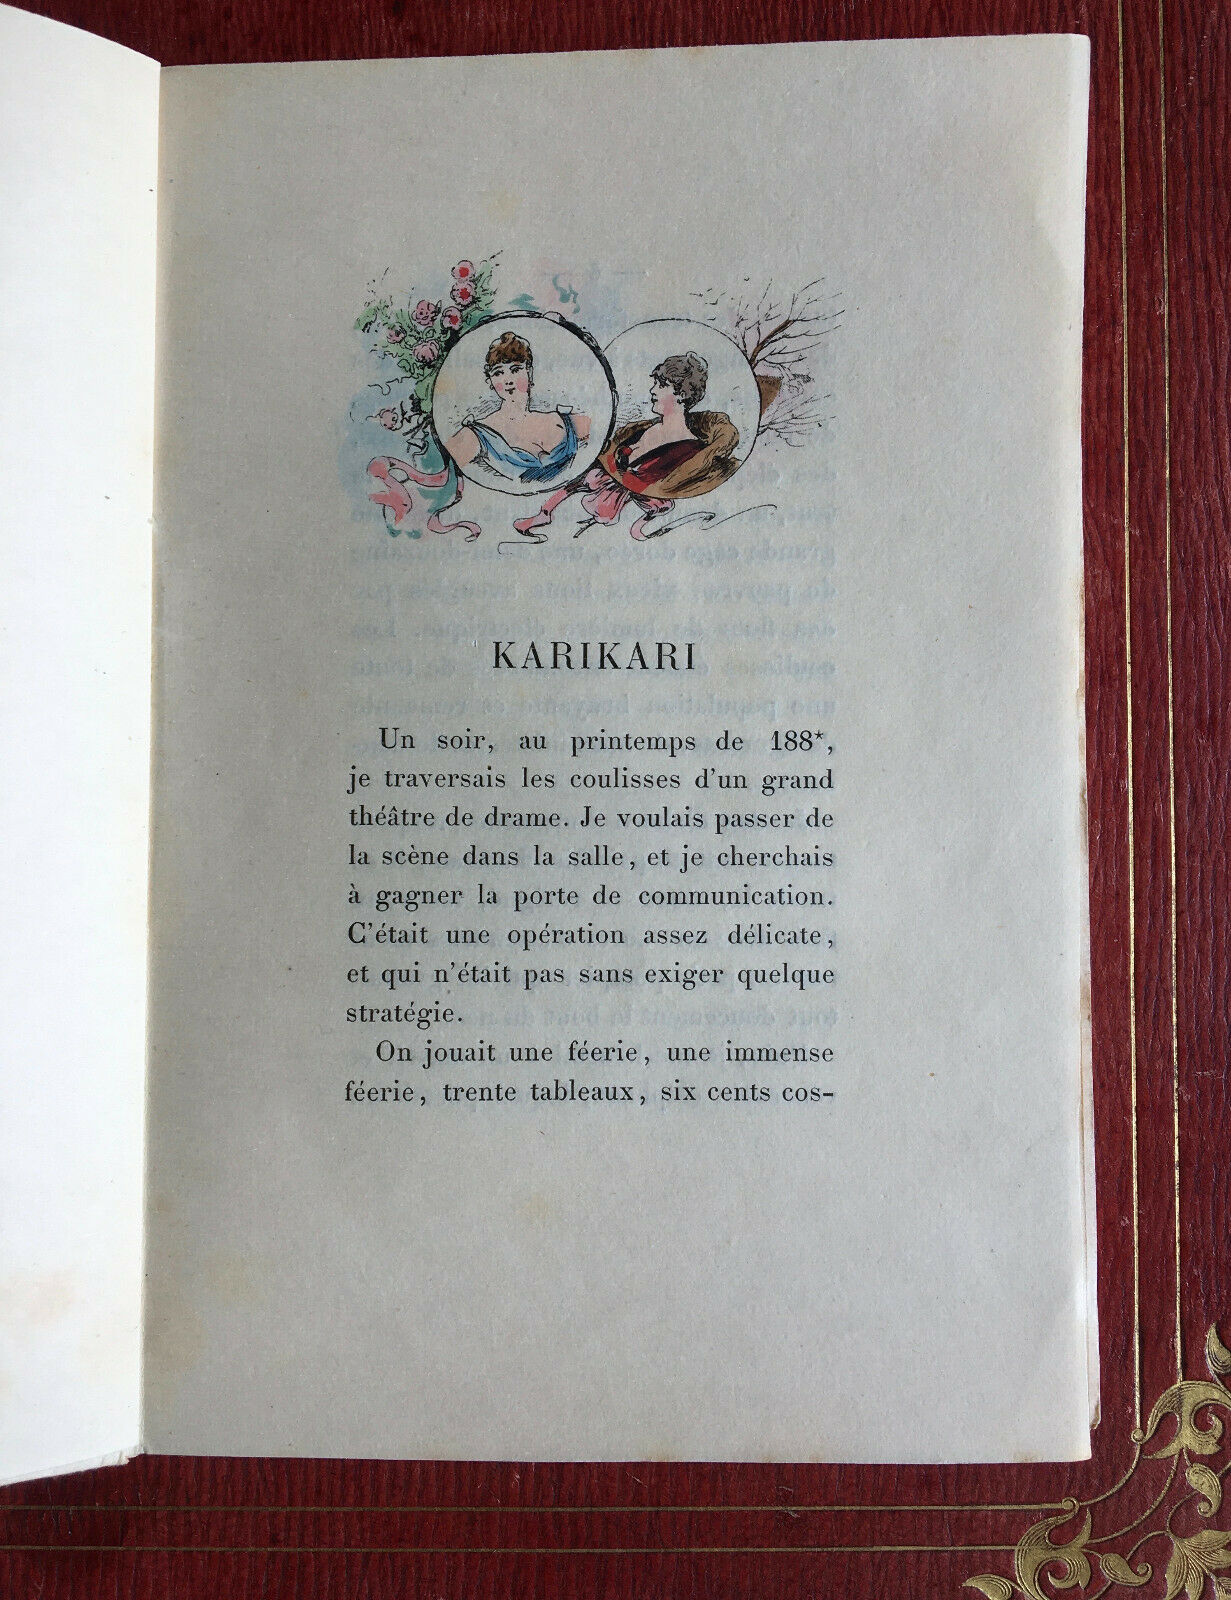 KARIKARI
Un soir, au printemps de 188*,
je traversais les coulisses d'un grand
théâtre de drame. Je voulais passer de
la scène dans la salle, et je cherchais
à gagner la porte de communication.
C'était une opération assez délicate,
et qui n'était pas sans exiger quelque
stratégie.
On jouait une féerie, une immense
féerie, trente tableaux, six cents cos-